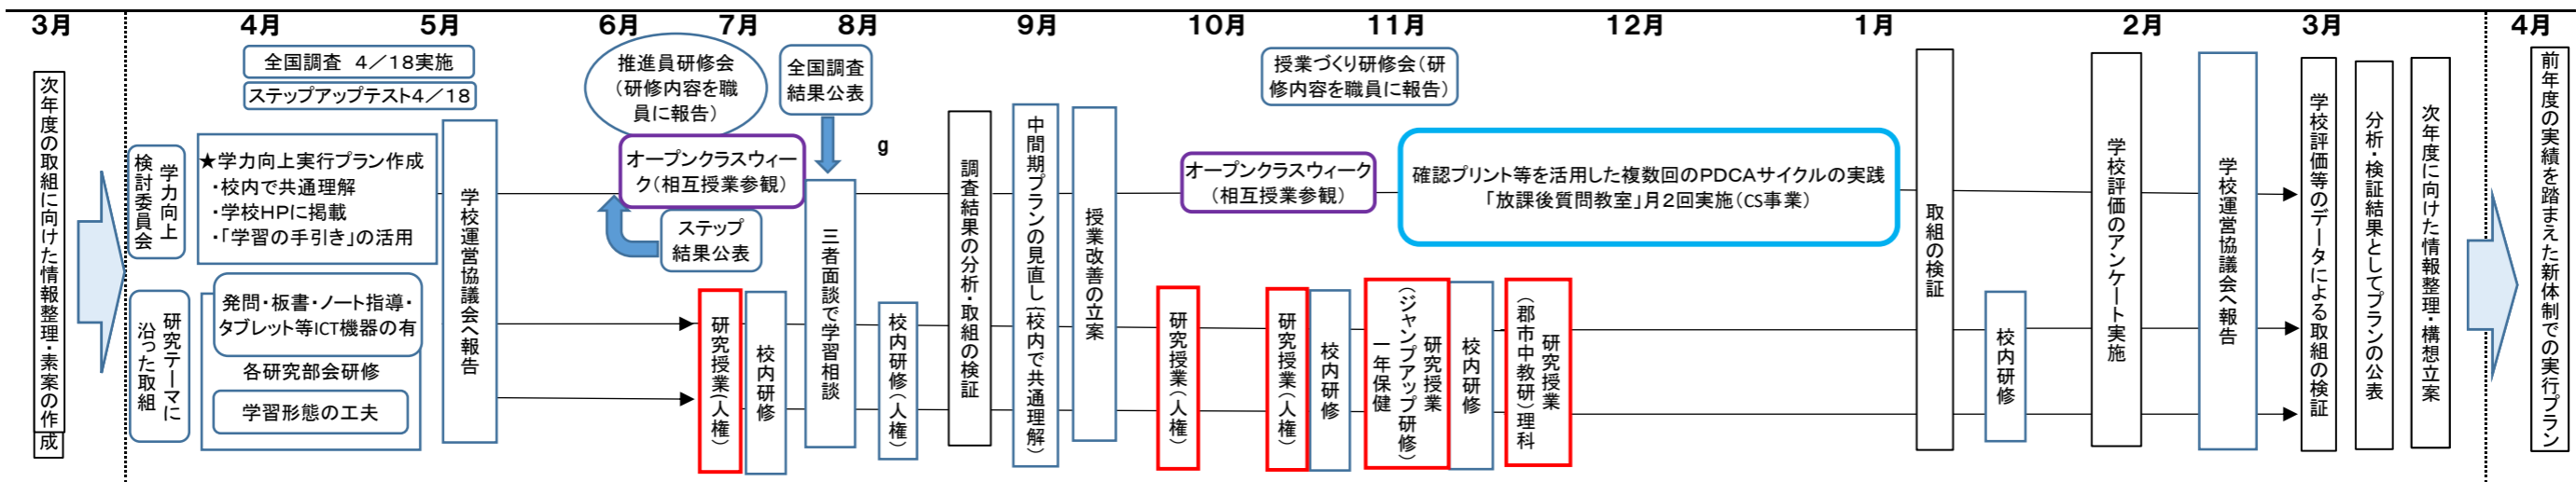 3月
4月
5月
6月
7月
8月
9月
10月
11月
12月
1月
2月
3月
4月
次年度の取組に向けた情報整理・素案の作
成
全国調査 4／18実施
ステップアップテスト4／18
学力向上
検討委員会
★学力向上実行プラン作成
・校内で共通理解
・学校HPに掲載
・「学習の手引き」の活用
研究テーマに
沿った取組
発問・板書・ノート指導・
タブレット等ICT機器の有
各研究部会研修
学習形態の工夫
学校運営協議会へ報告
推進員研修会
(研修内容を職
員に報告)
オープンクラスウィー
ク(相互授業参観)
ステップ
結果公表
研究授業(人権)
校内研修
全国調査
結果公表
三者面談で学習相談
g
校内研修(人権)
調査結果の分析・取組の検証
中間期プランの見直し(校内で共通理解)
授業改善の立案
授業づくり研修会(研
修内容を職員に報告)
オープンクラスウィーク
(相互授業参観)
研究授業(人権)
研究授業(人権)
校内研修
研究授業
(ジャンプアップ研修)
一年保健
校内研修
研究授業
(郡市中教研)理科
確認プリント等を活用した複数回のPDCAサイクルの実践
「放課後質問教室」月2回実施(CS事業)
取組の検証
校内研修
学校評価のアンケート実施
学校運営協議会へ報告
学校評価等のデータによる取組の検証
分析・検証結果としてプランの公表
次年度に向けた情報整理・構想立案
前年度の実績を踏まえた新体制での実行プラン